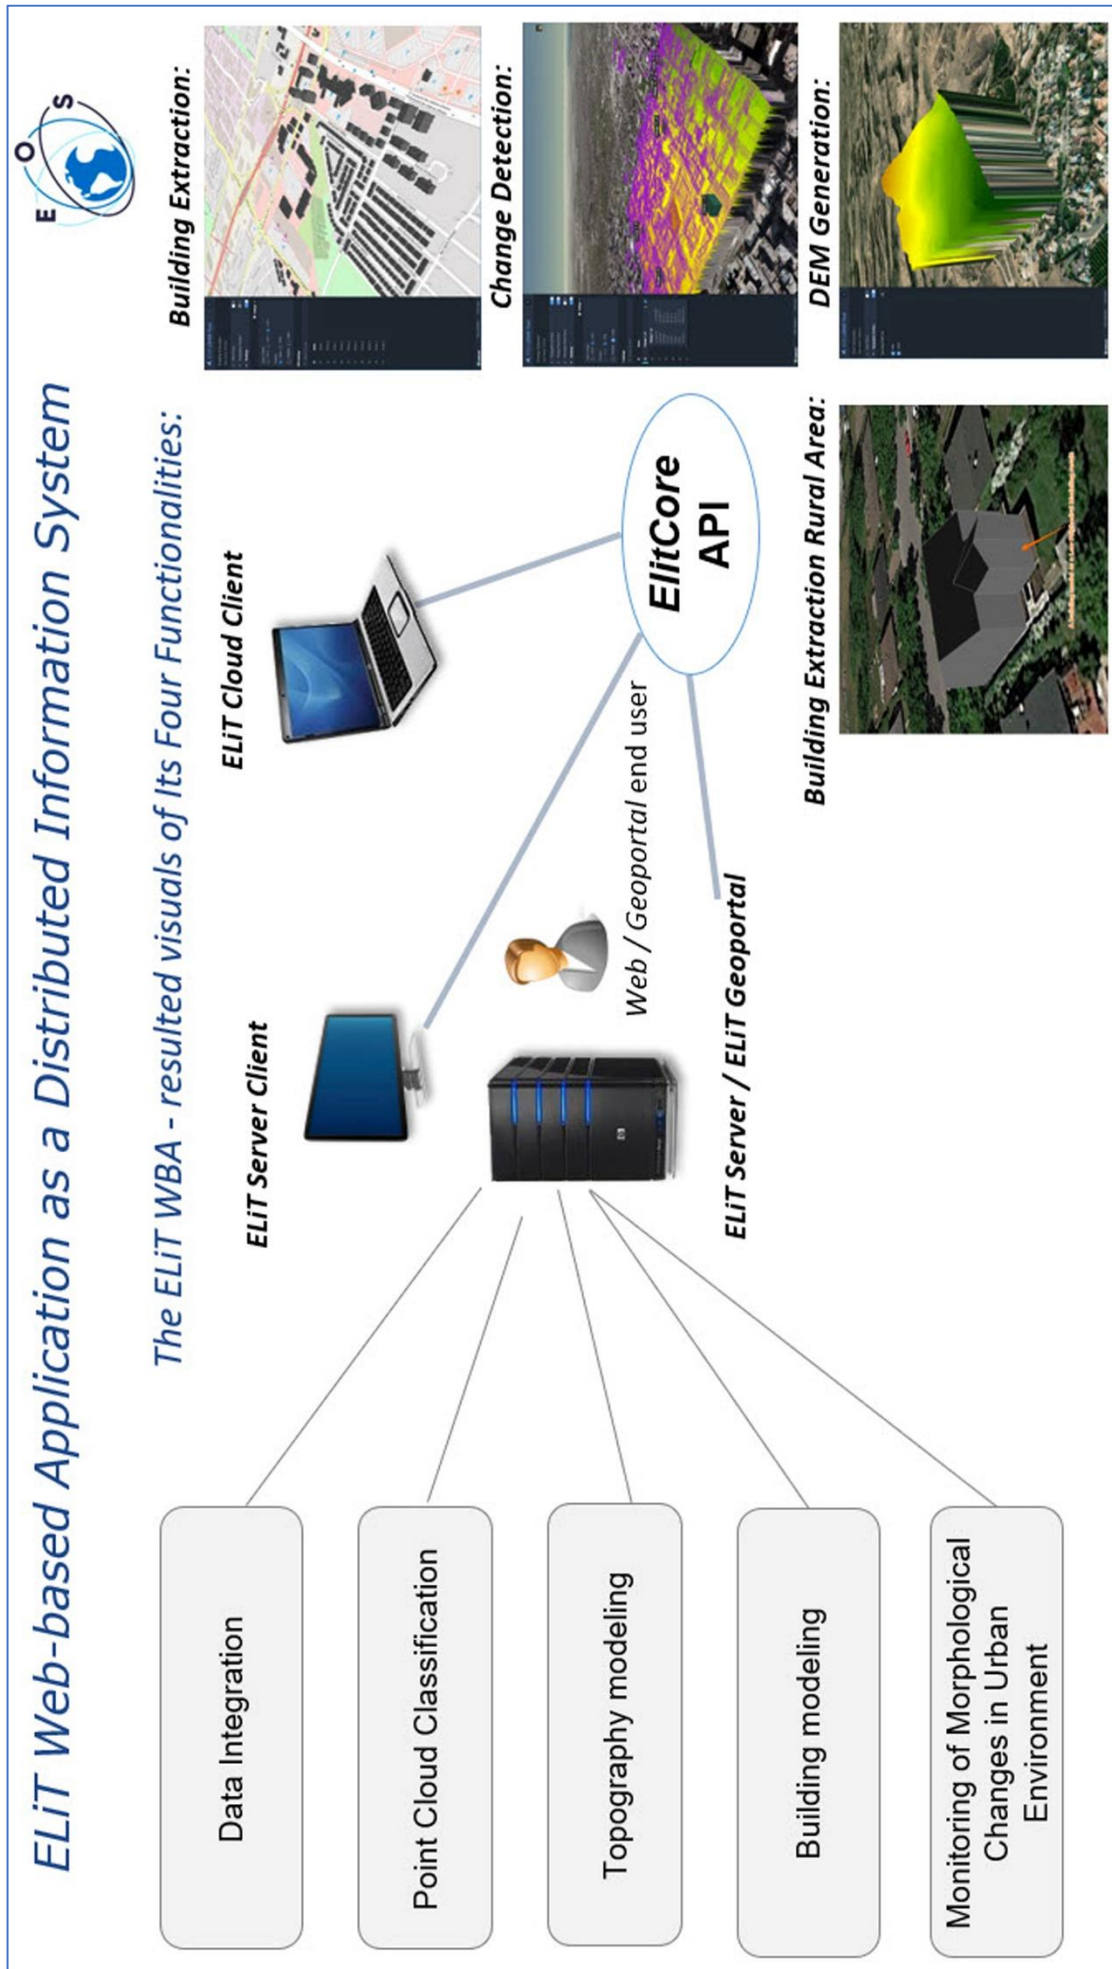 ELiT Web-based Application as a Distributed Information System
E O S
The ELiT WBA - resulted visuals of Its Four Functionalities:
Data Integration
Point Cloud Classification
Topography modeling
Building modeling
Monitoring of Morphological
Changes in Urban
Environment
ELiT Server Client
ELiT Cloud Client
Web / Geoportal end user
ELiT Server / ELiT Geoportal
ElitCore
API
Building Extraction:
Change Detection:
DEM Generation:
Building Extraction Rural Area: